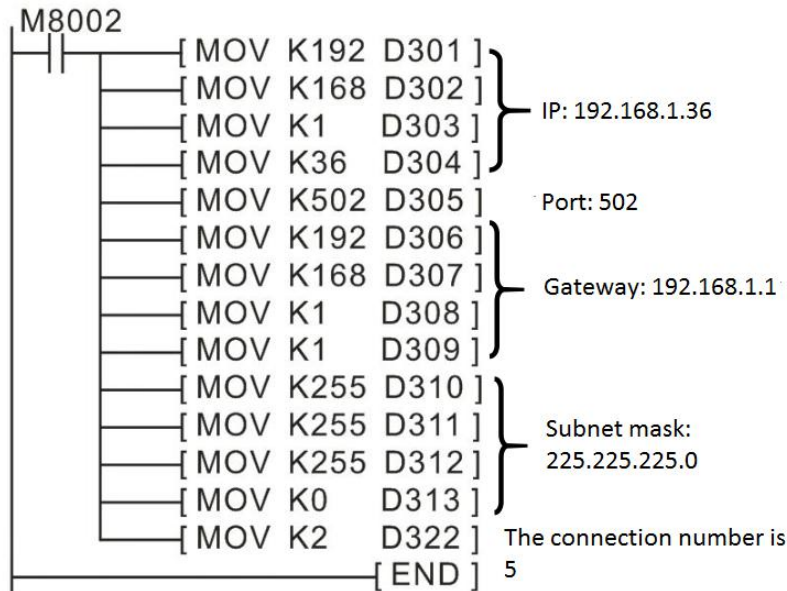 M8002
[ MOV K192 D301 ]
[ MOV K168 D302 ]
IP: 192.168.1.36
[ MOV K1 D303 ]
[ MOV K36 D304 ]
[ MOV K502 D305 ] Port: 502
[ MOV K192 D306 ]
[ MOV K168 D307 ]
Gateway: 192.168.1.1
[ MOV K1 D308 ]
[ MOV K1 D309 ]
[ MOV K255 D310 ]
[ MOV K255 D311 ]
Subnet mask:
225.225.225.0
[ MOV K255 D312 ]
[ MOV K0 D313 ]
[ MOV K2 D322 ]
The connection number is
5
[ END ]